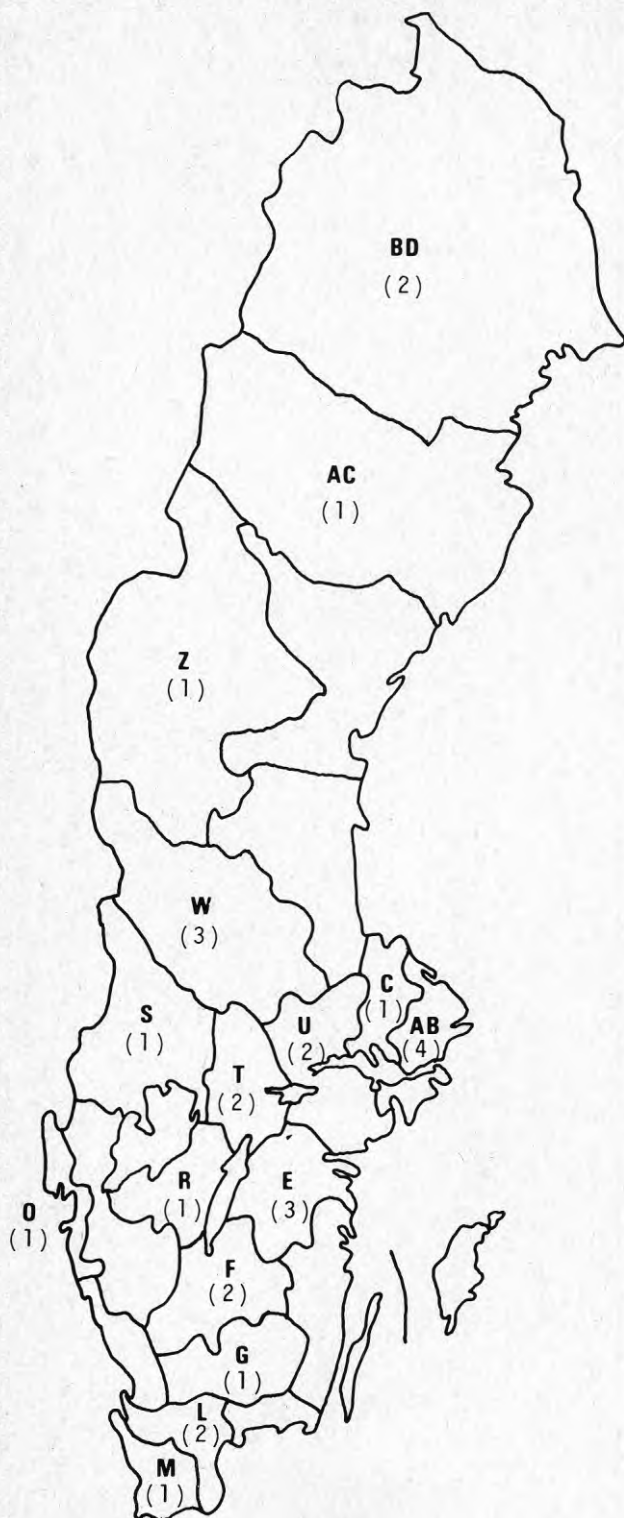 BD
(2)
AC
(1)
Z
(1)
W
(3)
C
(1)
S
(1)
U
(2)
AB
(4)
T
(2)
R
(1)
E
(3)
O
(1)
F
(2)
G
(1)
L
(2)
M
(1)